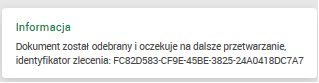 Informacja
Dokument został odebrany i oczekuje na dalsze przetwarzanie,
identyfikator zlecenia: FC82D583-CF9E-45BE-3825-24A0418DC7A7